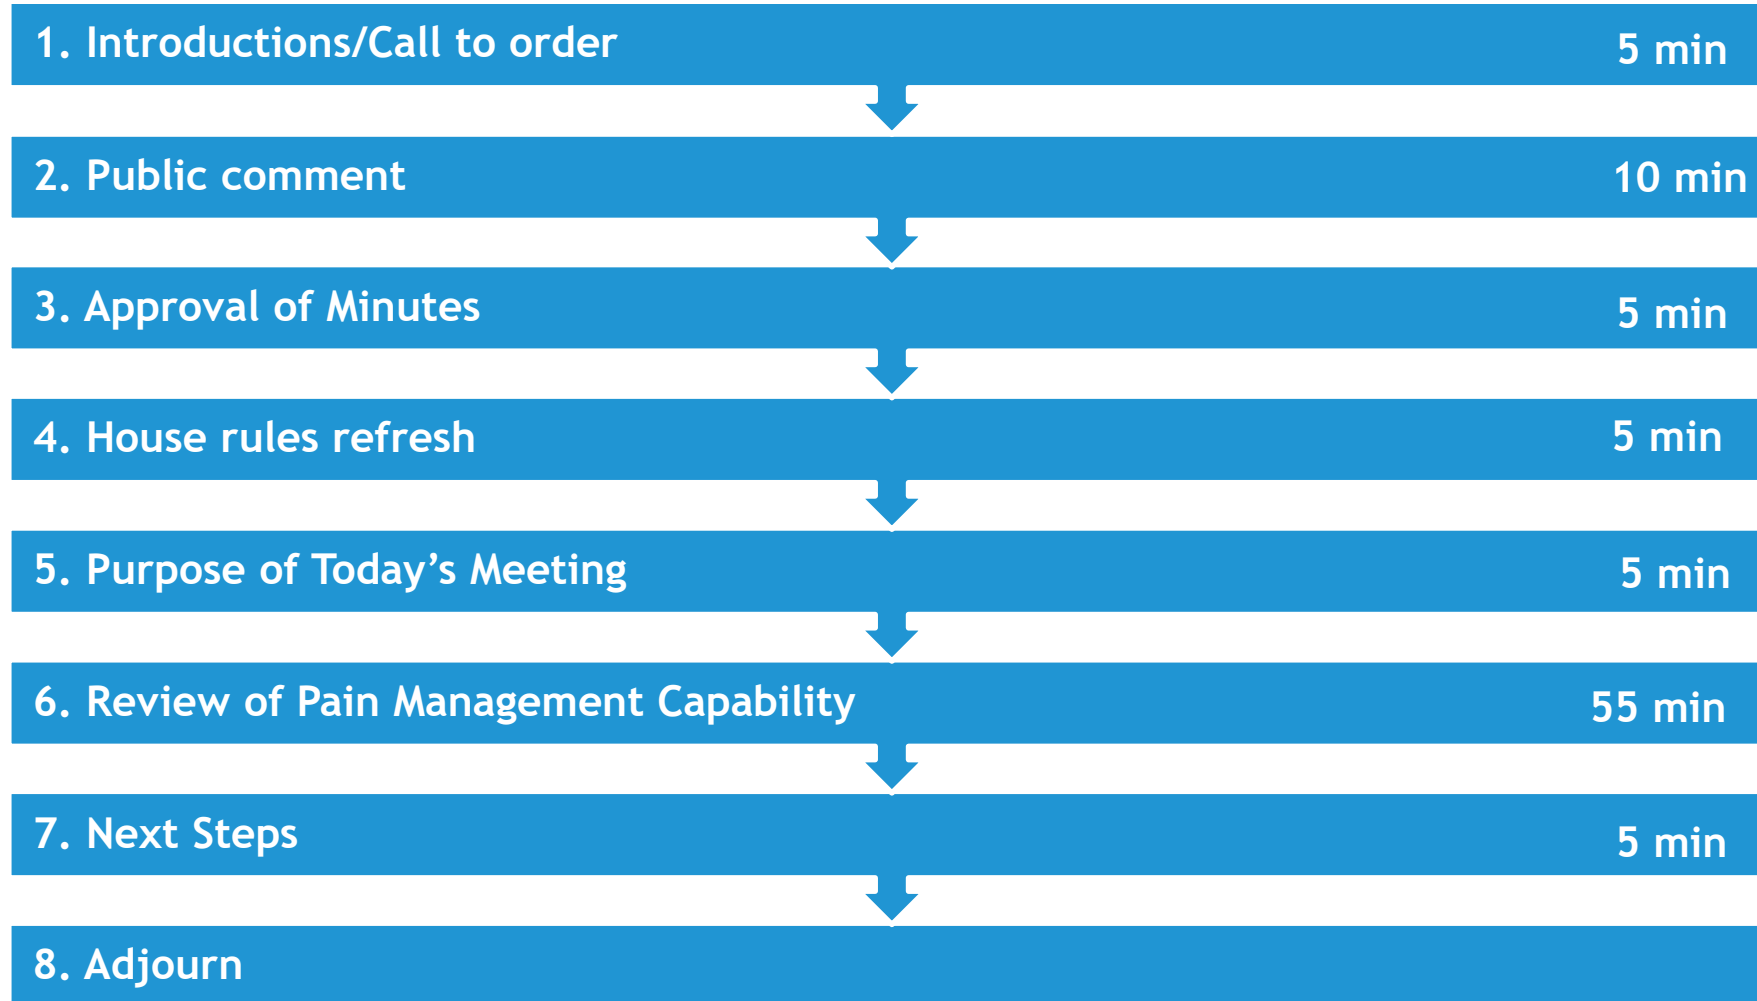 1. Introductions/Call to order 5 min
2. Public comment 10 min
3. Approval of Minutes 5 min
4. House rules refresh 5 min
5. Purpose of Today’s Meeting 5 min
6. Review of Pain Management Capability 55 min
7. Next Steps 5 min
8. Adjourn